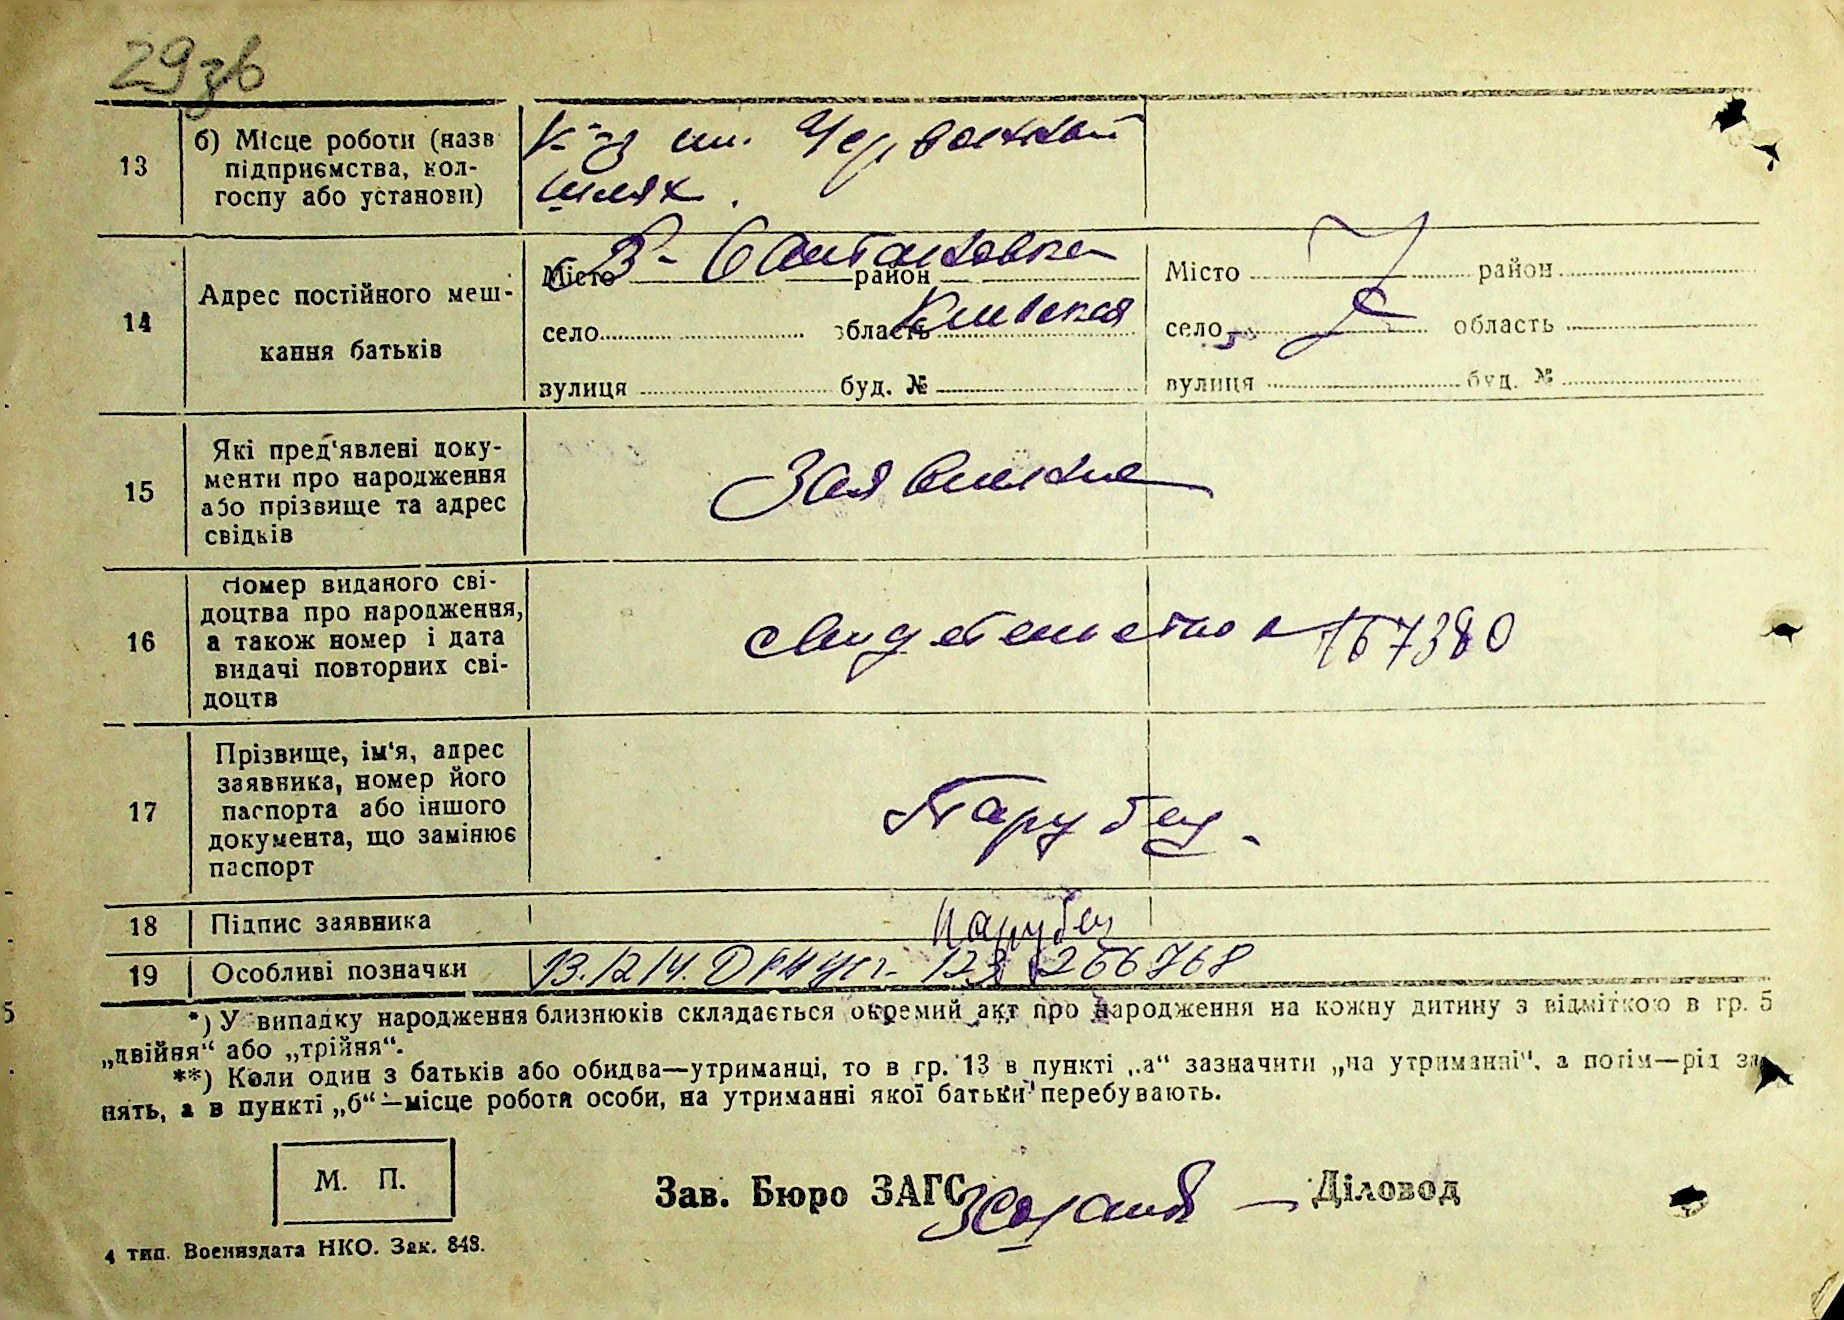 29зв
13
б) Місце роботи (назв
підприємства, кол-
госпу або установи)
К-з им. Червоний
шлях.
14
Адрес постійного меш-
кання батьків
В-Салтановка
Місто район
Киевская
село область
вулиця буд. №
Місто район
село область
вулиця буд. №
15
Які пред'явлені доку-
менти про народження
або прізвище та адрес
свідків
Заявление
16
Номер виданого сві-
доцтва про народження,
а також номер і дата
видачі повторних сві-
доцтв
свидетельство 167380
17
Прізвище, ім'я, адрес
заявника, номер його
паспорта або іншого
документа, що замінює
паспорт
Парубец.
18
Підпис заявника
Парубец
19
Особливі позначки
266768
*) У випадку народження близнюків складається окремий акт про народження на кожну дитину з відміткою в гр. 5
„двійня“ або „трійня“.
**) Коли один з батьків або обидва—утриманці, то в гр. 13 в пункті „а“ зазначити „на утриманні“, а потім—рід за-
нять, а в пункті „б“—місце роботи особи, на утриманні якої батьки перебувають.
М. П.
Зав. Бюро ЗАГС
Діловод
4 тип. Воениздата НКО. Зак. 848.